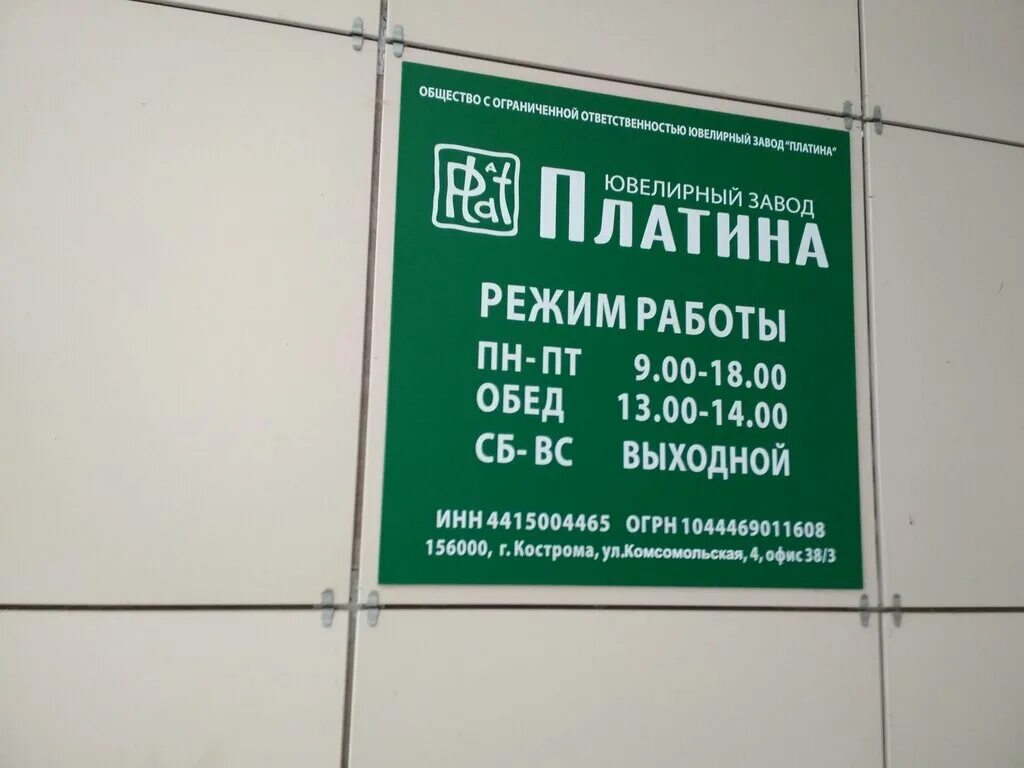 ОБЩЕСТВО С ОГРАНИЧЕННОЙ ОТВЕТСТВЕННОСТЬЮ ЮВЕЛИРНЫЙ ЗАВОД "ПЛАТИНА"
Plat
ЮВЕЛИРНЫЙ ЗАВОД
ПЛАТИНА
РЕЖИМ РАБОТЫ
ПН-ПТ 9.00-18.00
ОБЕД 13.00-14.00
СБ-ВС ВЫХОДНОЙ
ИНН 4415004465 ОГРН 1044469011608
156000, г. Кострома, ул.Комсомольская, 4, офис 38/3